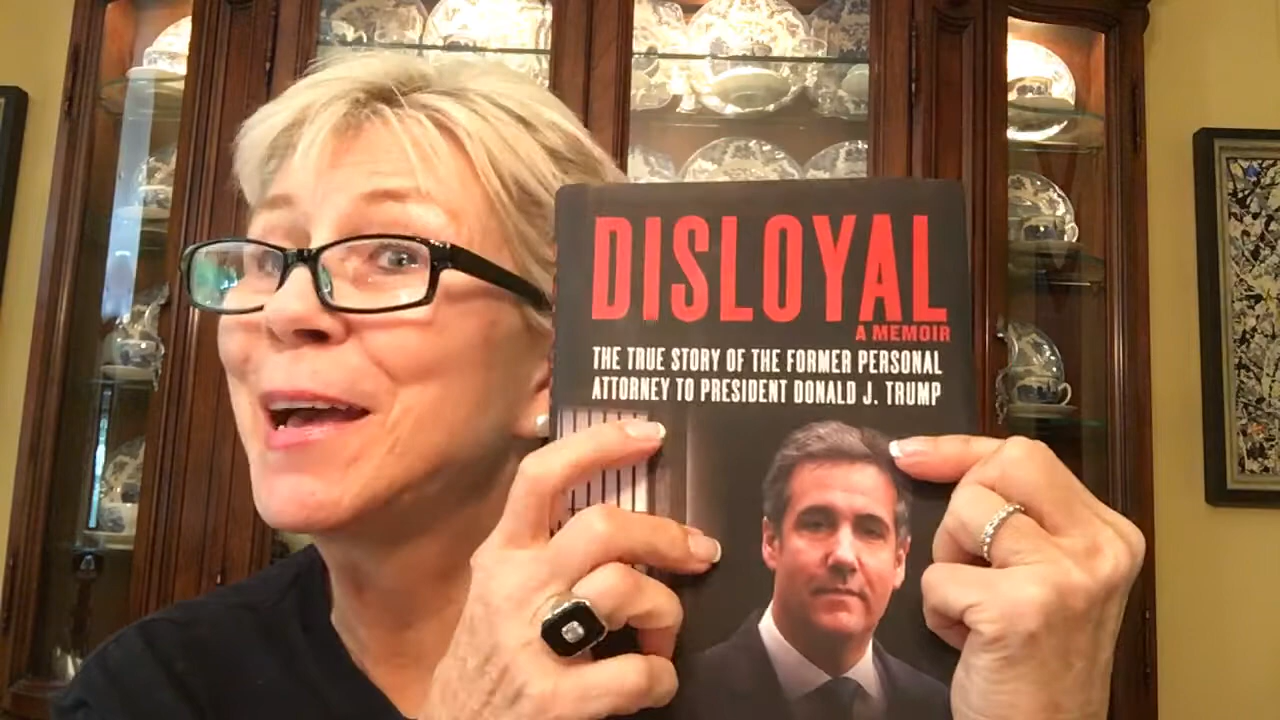 DISLOYAL
A MEMOIR
THE TRUE STORY OF THE FORMER PERSONAL
ATTORNEY TO PRESIDENT DONALD J. TRUMP